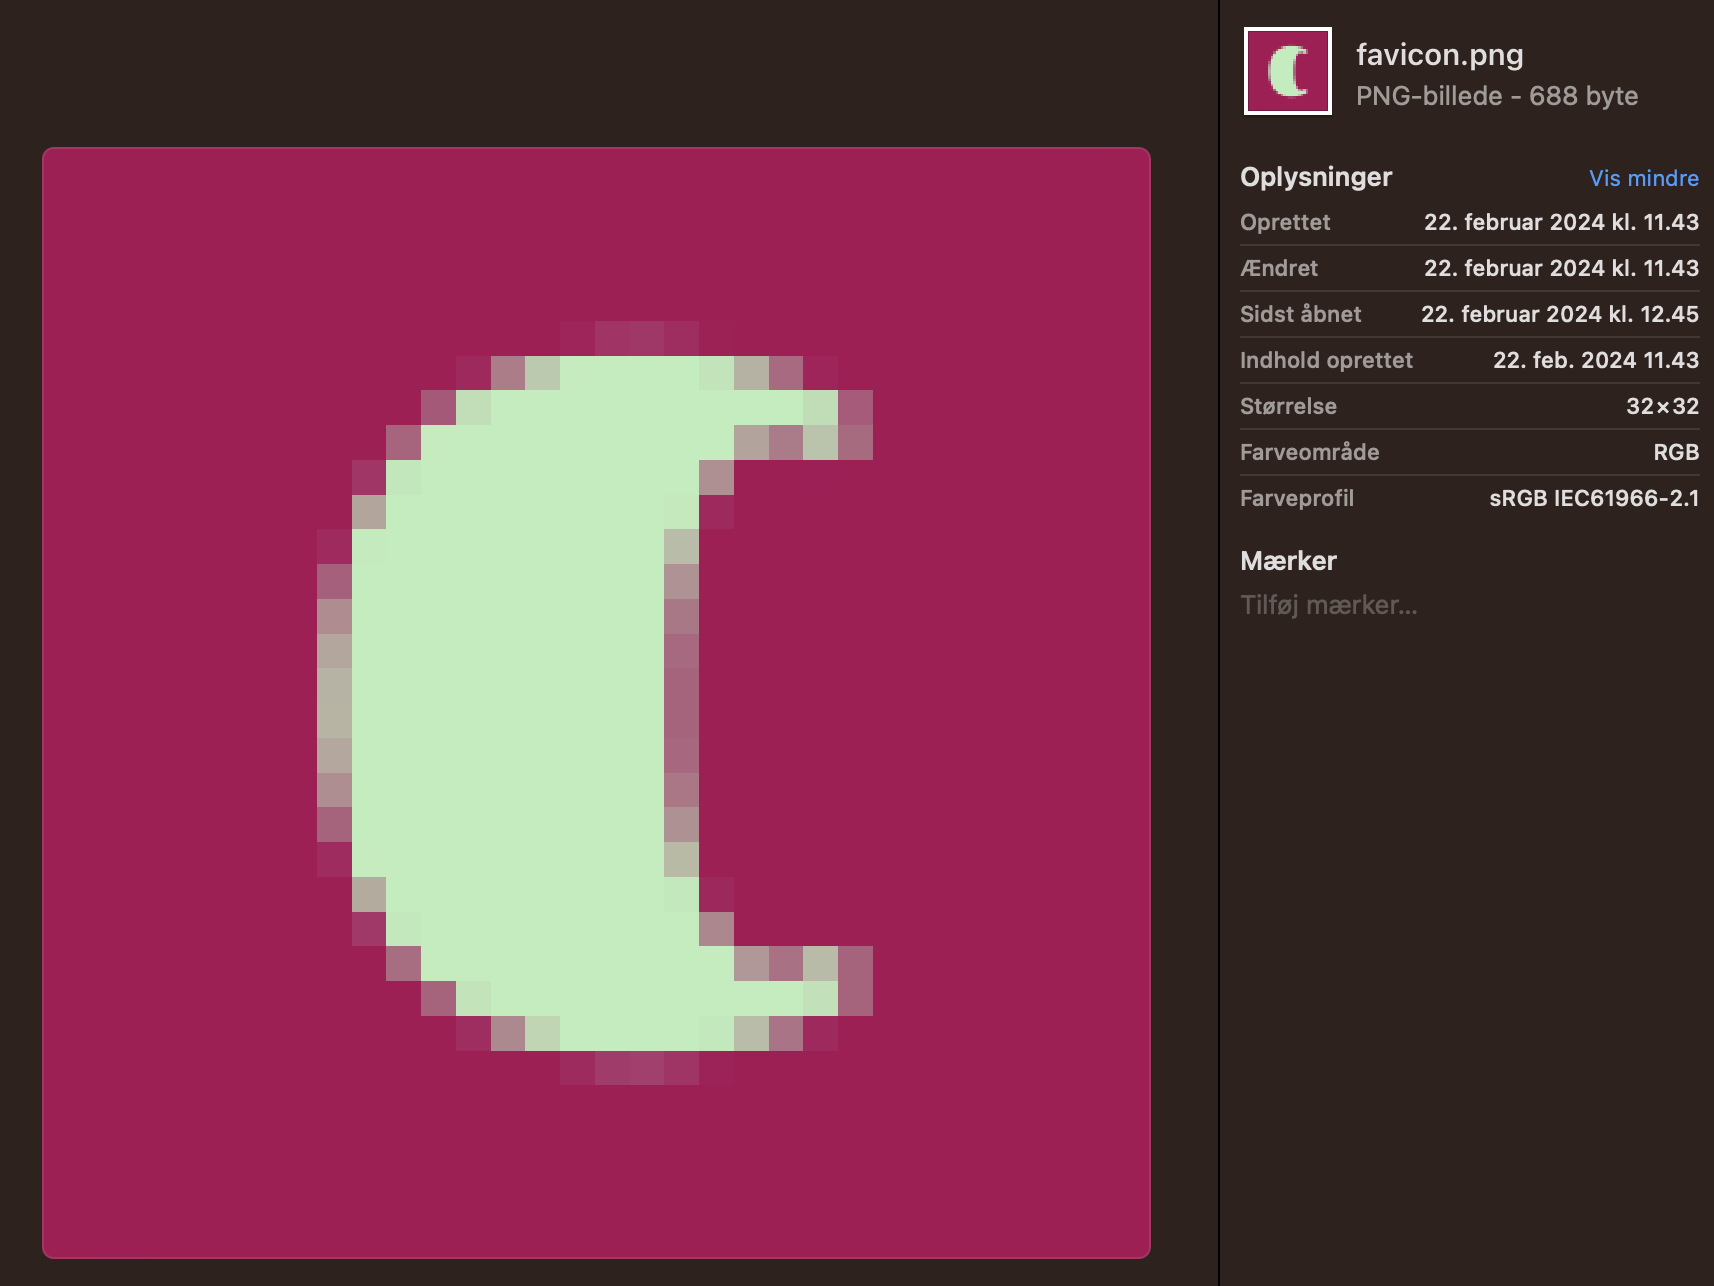 favicon.png
PNG-billede - 688 byte
Oplysninger Vis mindre
Oprettet 22. februar 2024 kl. 11.43
Ændret 22. februar 2024 kl. 11.43
Sidst åbnet 22. februar 2024 kl. 12.45
Indhold oprettet 22. feb. 2024 11.43
Størrelse 32×32
Farveområde RGB
Farveprofil sRGB IEC61966-2.1
Mærker
Tilføj mærker...